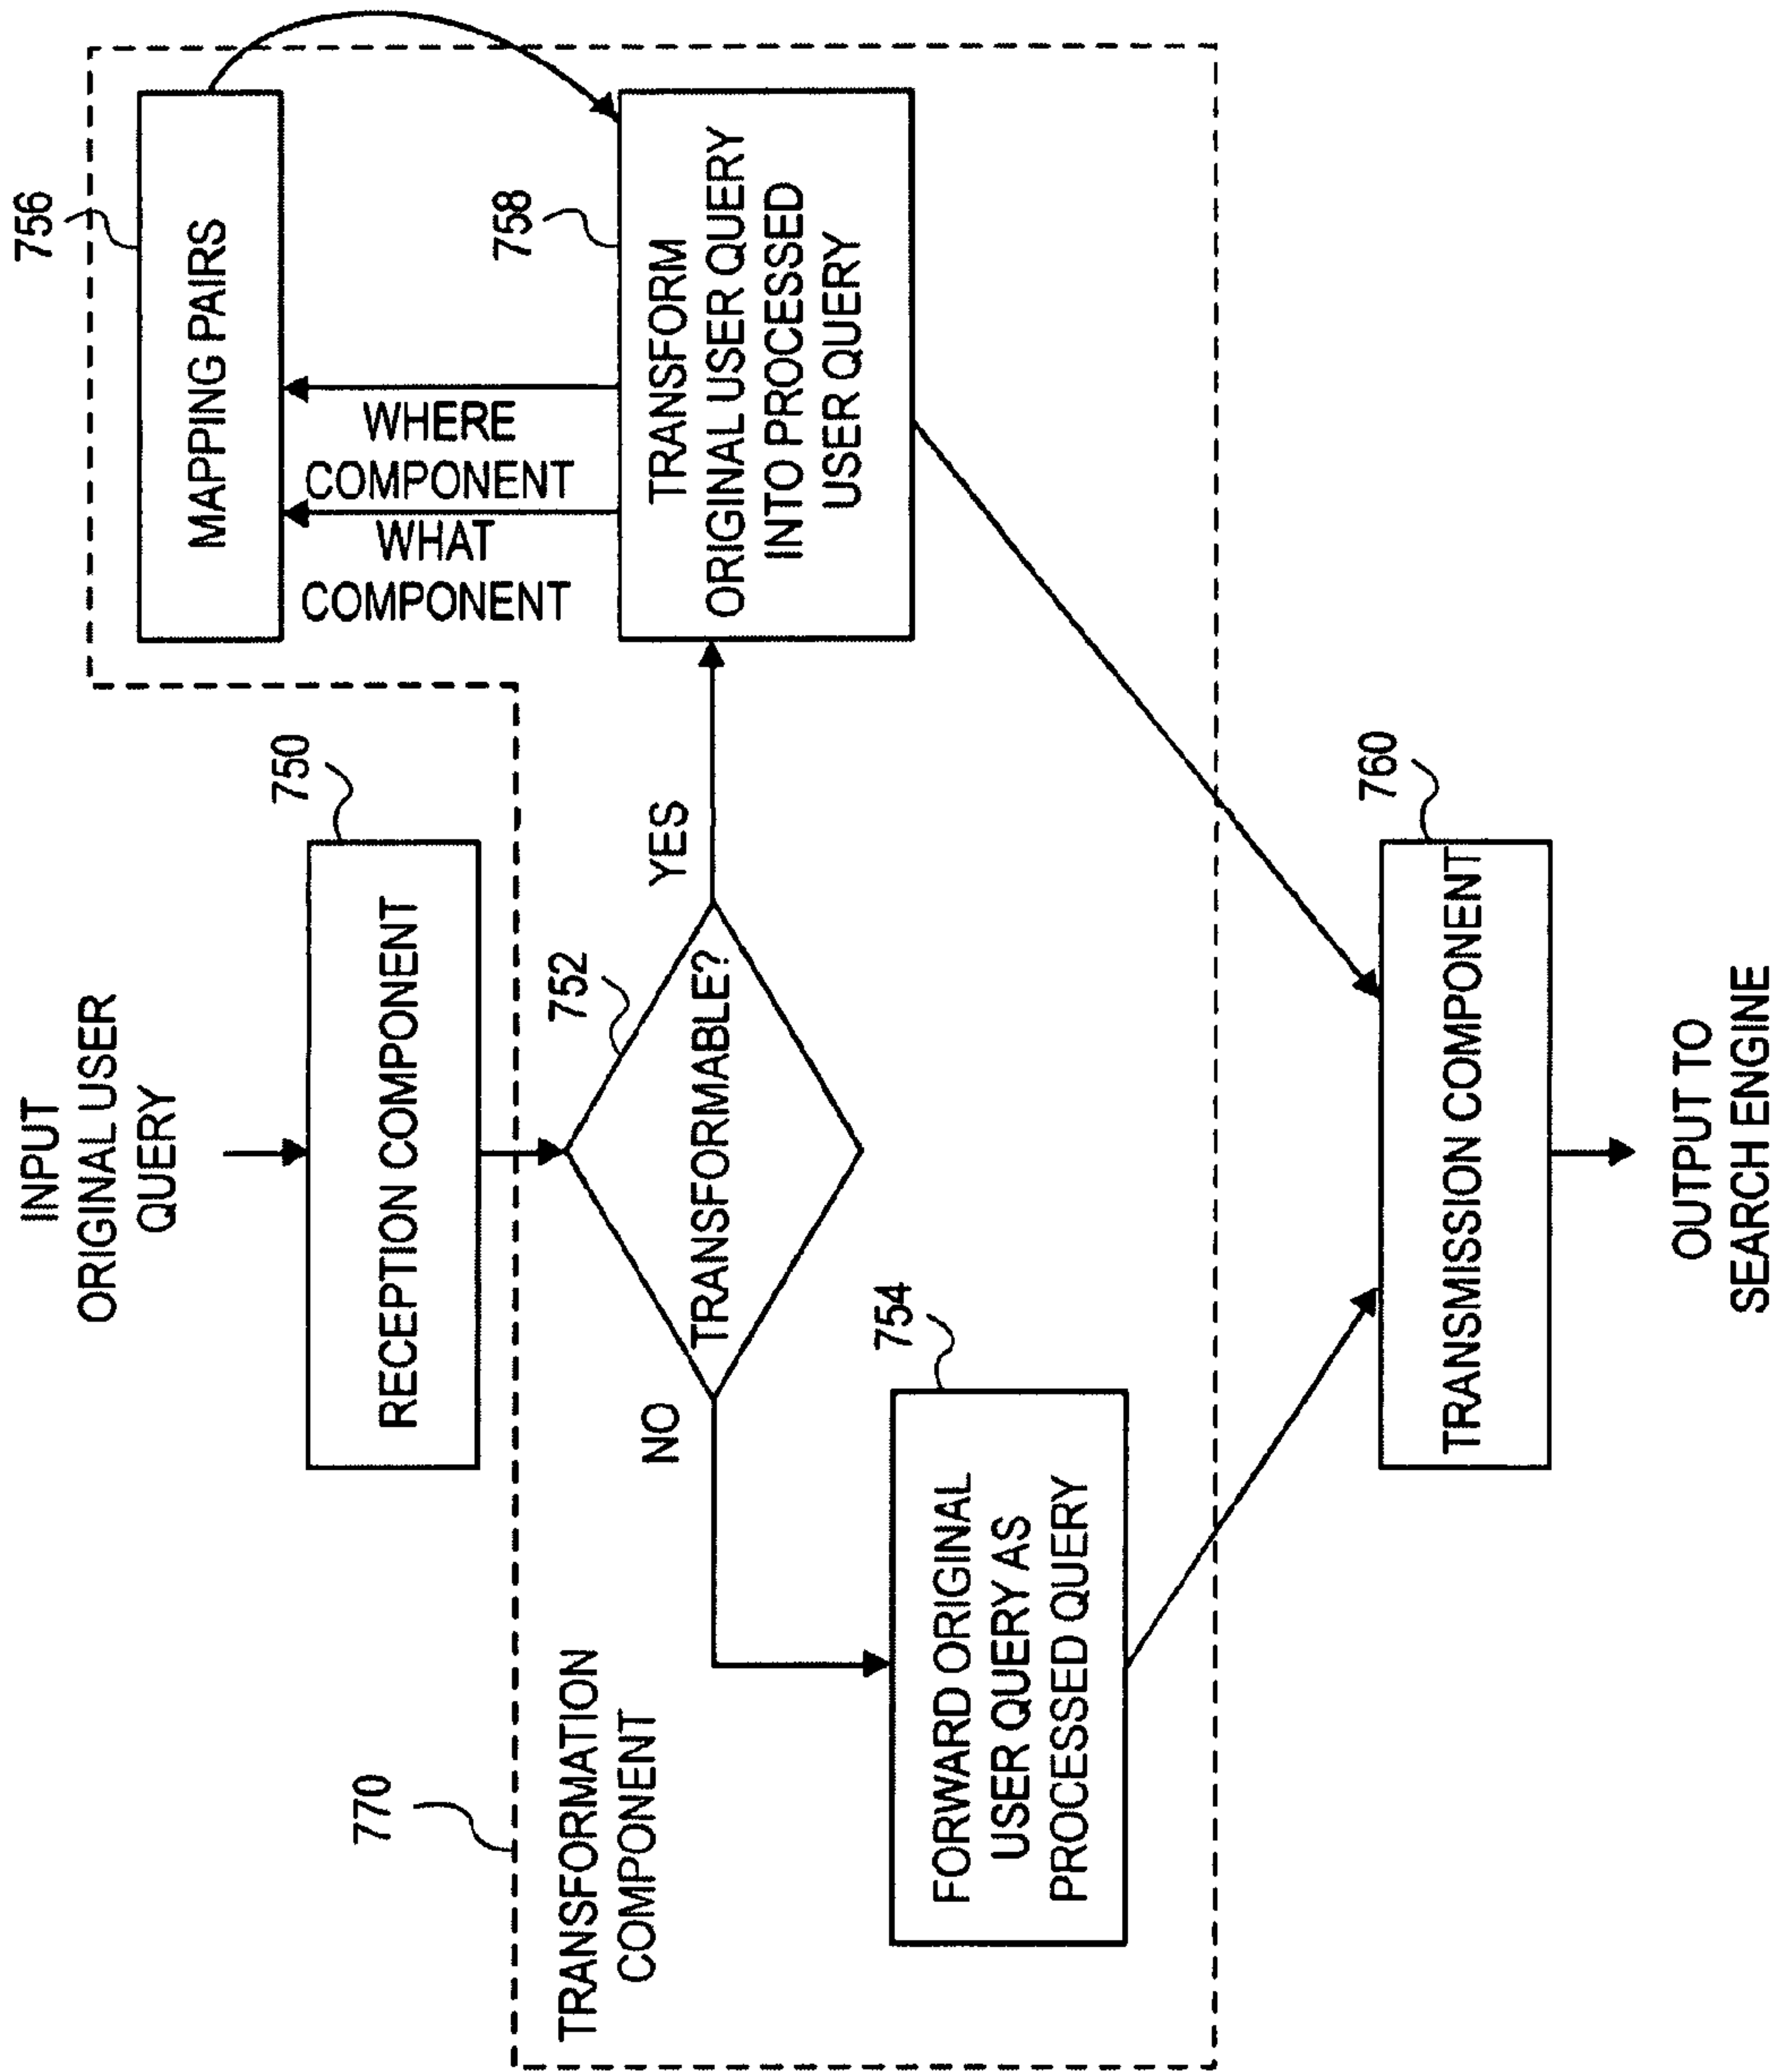 INPUT
ORIGINAL USER
QUERY
750
RECEPTION COMPONENT
770
TRANSFORMATION
COMPONENT
752
TRANSFORMABLE?
NO
YES
754
FORWARD ORIGINAL
USER QUERY AS
PROCESSED QUERY
756
MAPPING PAIRS
WHERE
COMPONENT
WHAT
COMPONENT
758
TRANSFORM
ORIGINAL USER QUERY
INTO PROCESSED
USER QUERY
760
TRANSMISSION COMPONENT
OUTPUT TO
SEARCH ENGINE